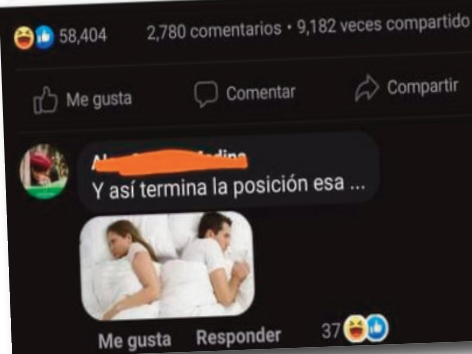 58,404
2,780 comentarios • 9,182 veces compartido
Me gusta
Comentar
Compartir
Y así termina la posición esa ...
Me gusta Responder 37